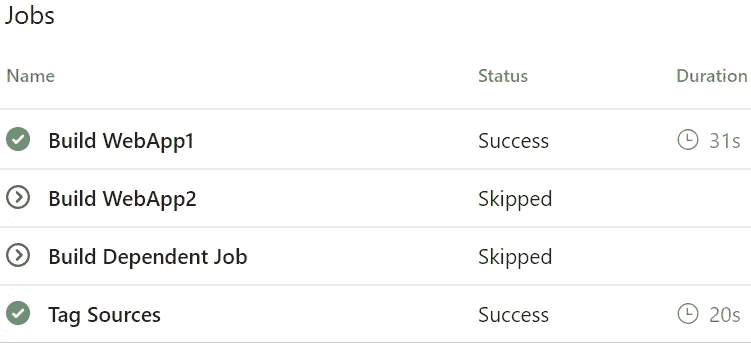 Jobs
Name Status Duration
Build WebApp1 Success 31s
Build WebApp2 Skipped
Build Dependent Job Skipped
Tag Sources Success 20s